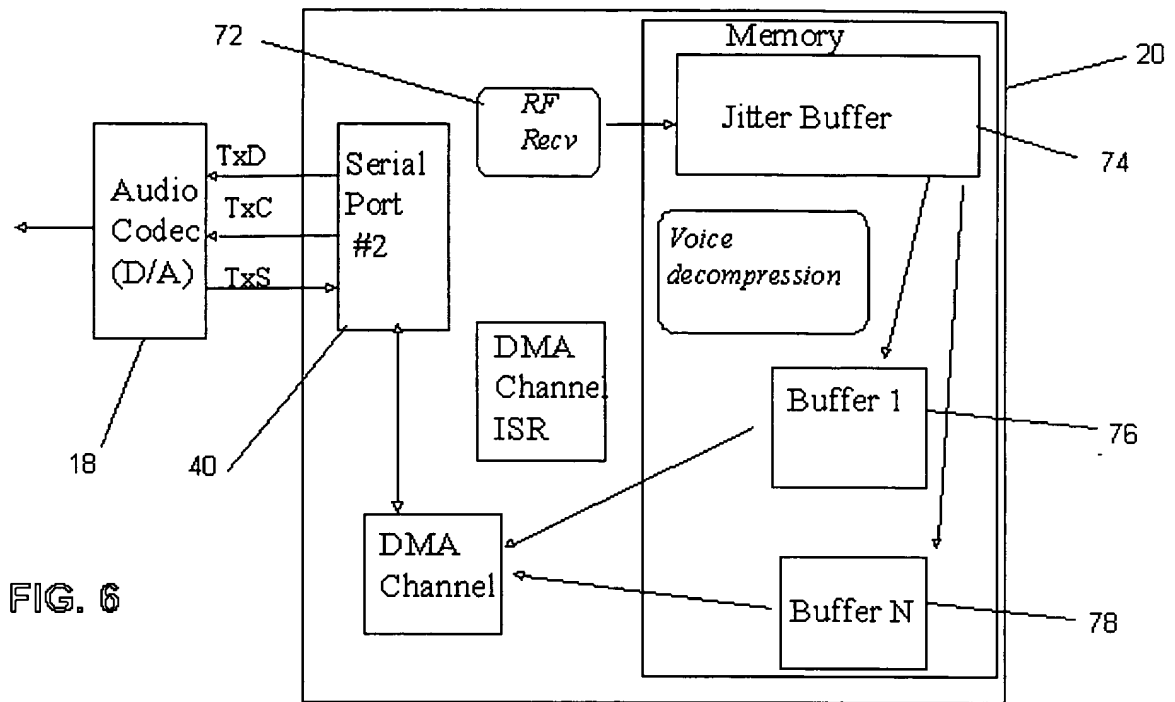 72
Memory
20
RF
Recv
Jitter Buffer
74
Audio
Codec
(D/A)
TxD
TxC
TxS
Serial
Port
#2
Voice
decompression
DMA
Channel
ISR
Buffer 1
76
18
40
DMA
Channel
Buffer N
78
FIG. 6